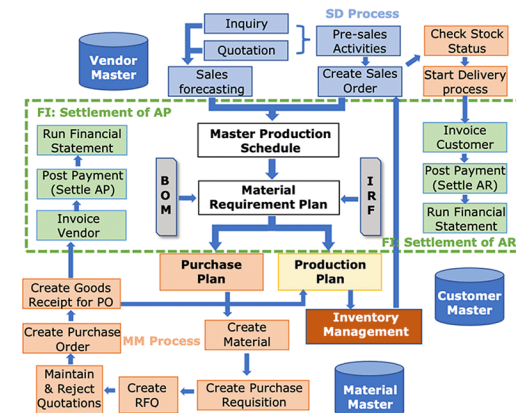 SD Process
Inquiry
Quotation
Pre-sales
Activities
Check Stock
Status
Vendor
Master
Sales
forecasting
Create Sales
Order
Start Delivery
process
FI: Settlement of AP
Run Financial
Statement
Post Payment
(Settle AP)
Invoice
Vendor
Master Production
Schedule
BOM
Material
Requirement Plan
IRF
Invoice
Customer
Post Payment
(Settle AR)
Run Financial
Statement
FI: Settlement of AR
Purchase
Plan
Production
Plan
Create Goods
Receipt for PO
Create Purchase
Order
MM Process
Create
Material
Inventory
Management
Customer
Master
Maintain
& Reject
Quotations
Create
RFO
Create Purchase
Requisition
Material
Master